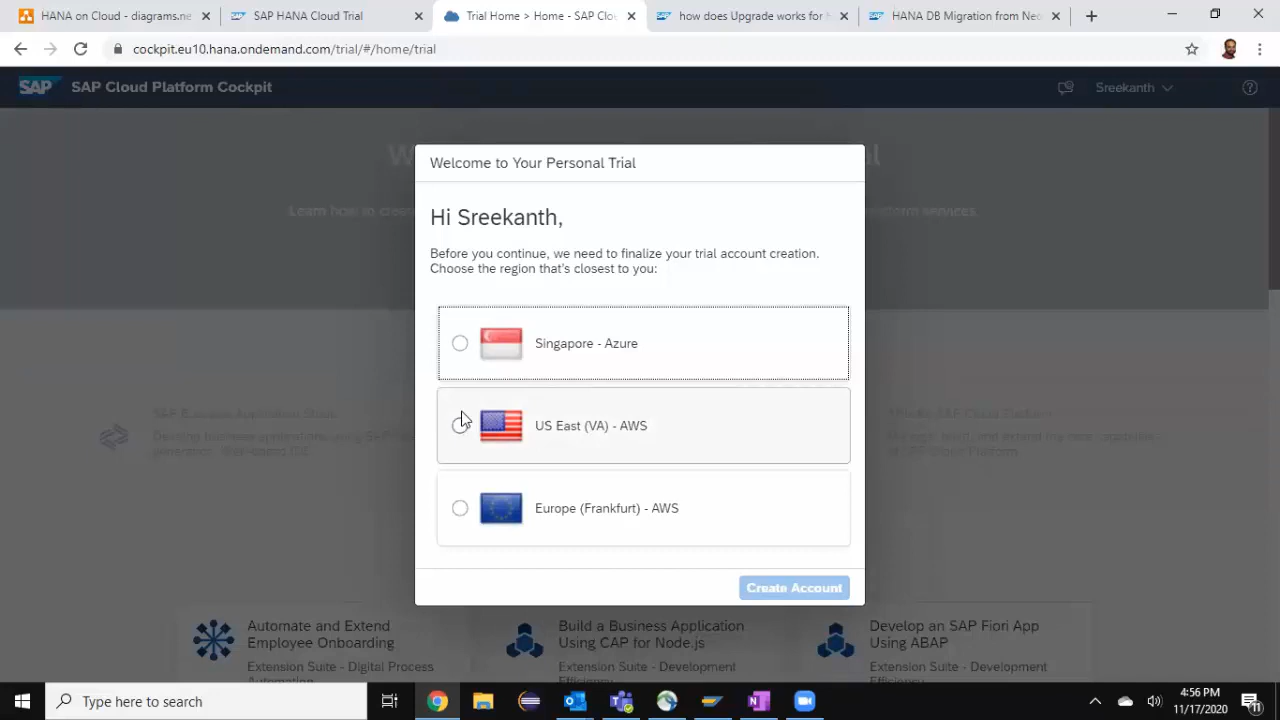 HANA on Cloud - diagrams.ne
SAP HANA Cloud Trial
Trial Home > Home - SAP Clo
how does Upgrade works for
HANA DB Migration from Neo
cockpit.eu10.hana.ondemand.com/trial/#/home/trial
SAP
SAP Cloud Platform Cockpit
Sreekanth
Welcome to Your Personal Trial
Hi Sreekanth,
Before you continue, we need to finalize your trial account creation.
Choose the region that's closest to you:
Singapore - Azure
US East (VA) - AWS
Europe (Frankfurt) - AWS
Create Account
Automate and Extend
Employee Onboarding
Extension Suite - Digital Process
Automation
Build a Business Application
Using CAP for Node.js
Extension Suite - Development
Efficiency
Develop an SAP Fiori App
Using ABAP
Extension Suite - Development
Efficiency
Type here to search
4:56 PM
11/17/2020